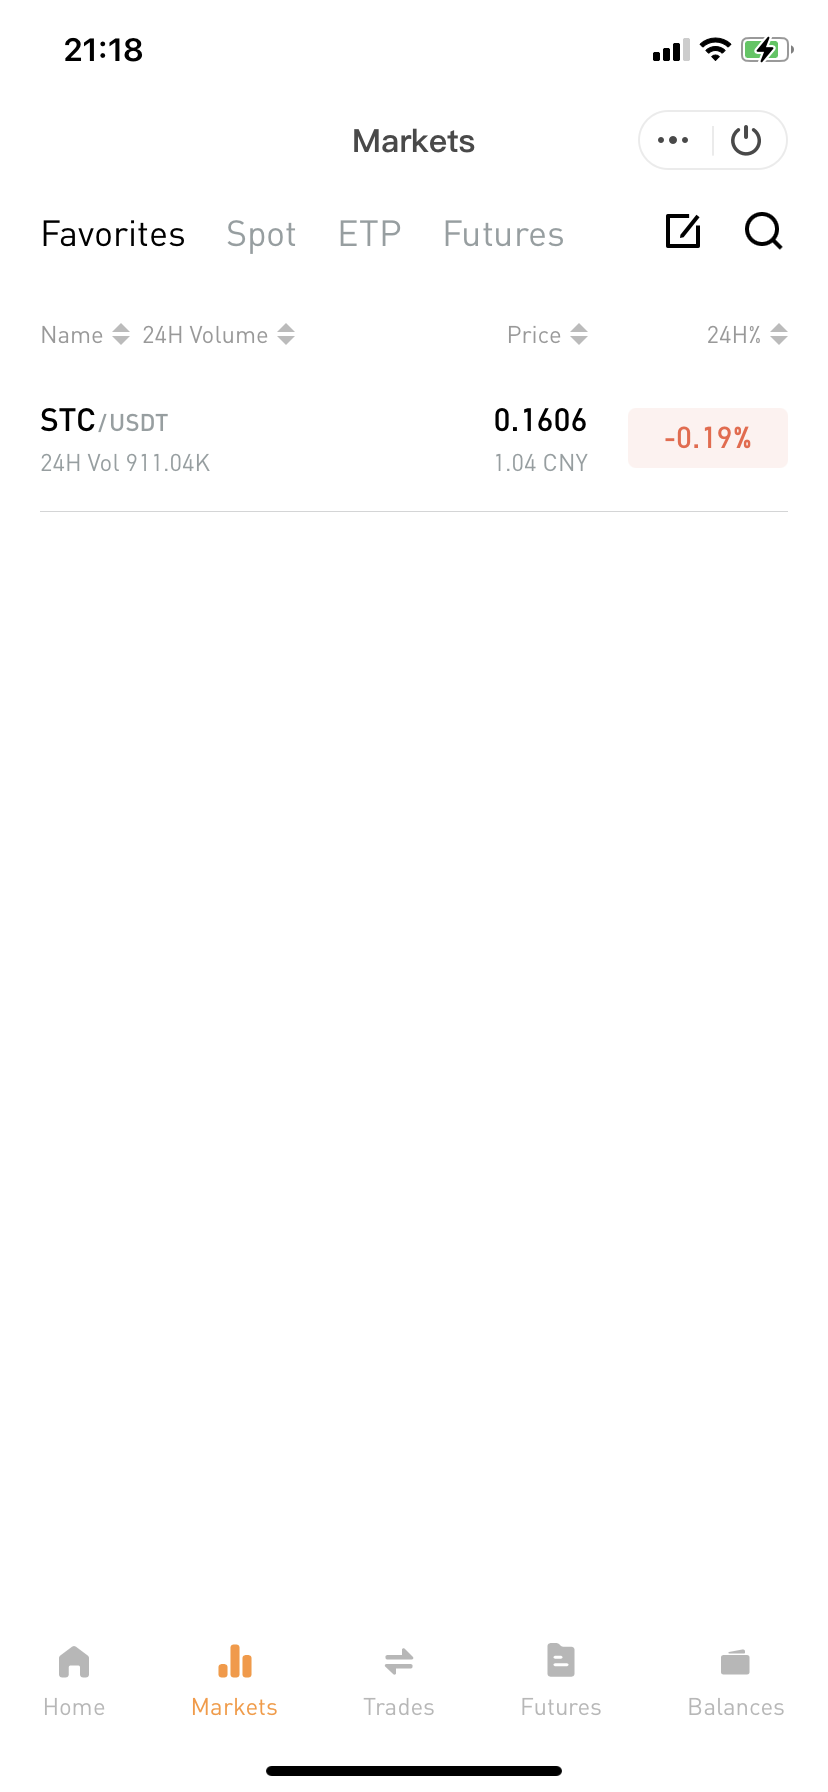 21:18
Markets
Favorites Spot ETP Futures
Name 24H Volume Price 24H%
STC/USDT 0.1606 -0.19%
24H Vol 911.04K 1.04 CNY
Home Markets Trades Futures Balances